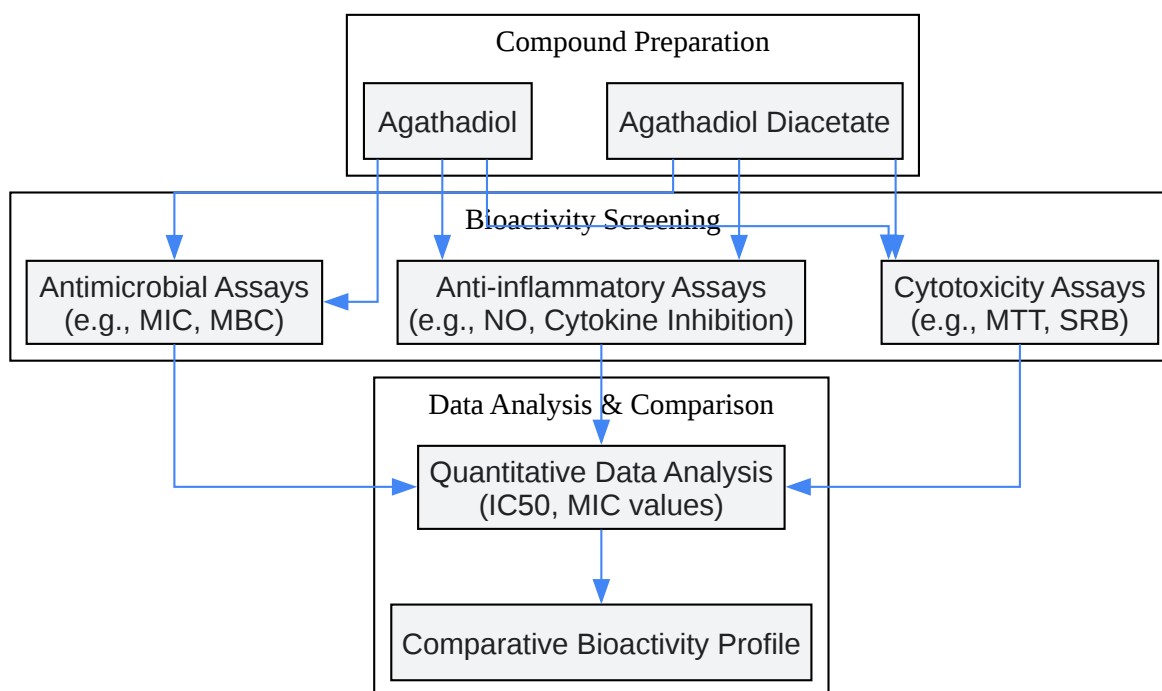 Compound Preparation
Agathadiol
Agathadiol Diacetate
Bioactivity Screening
Antimicrobial Assays
(e.g., MIC, MBC)
Anti-inflammatory Assays
(e.g., NO, Cytokine Inhibition)
Cytotoxicity Assays
(e.g., MTT, SRB)
Data Analysis & Comparison
Quantitative Data Analysis
(IC50, MIC values)
Comparative Bioactivity Profile